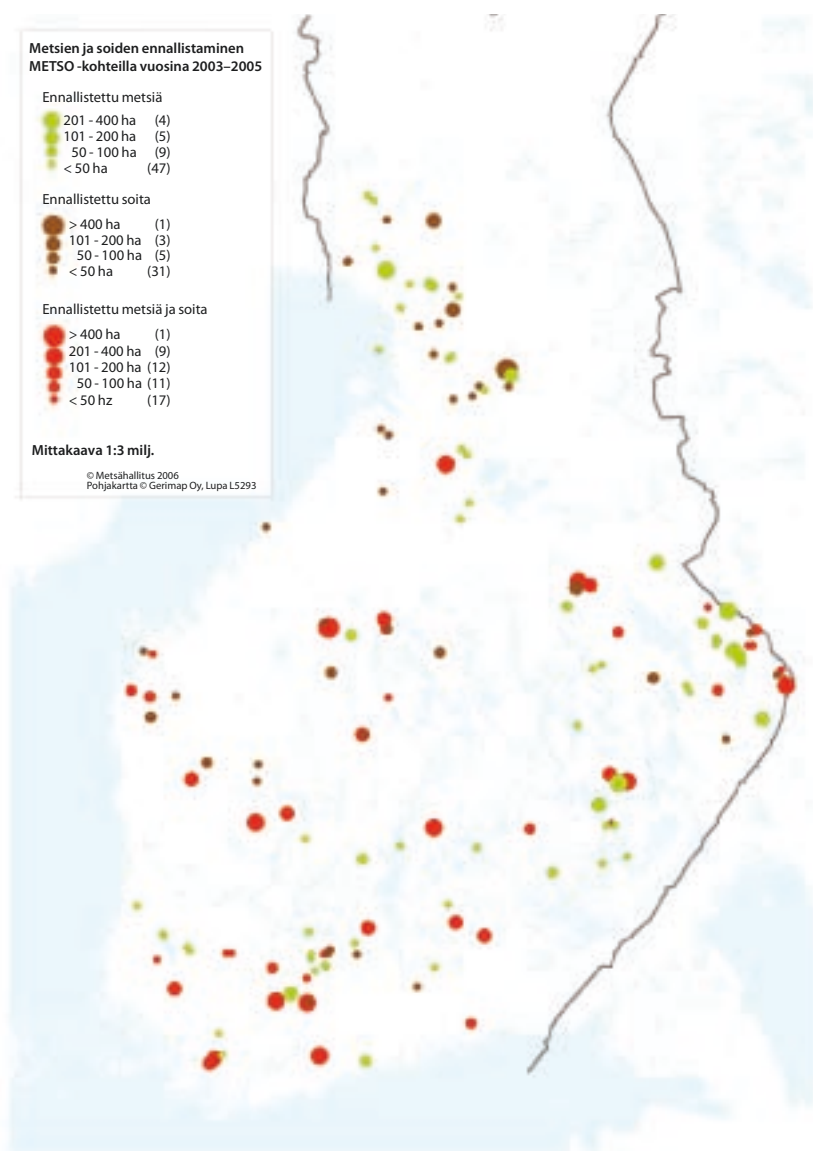 Metsien ja soiden ennallistaminen
METSO -kohteilla vuosina 2003–2005
Ennallistettu metsiä
201 - 400 ha (4)
101 - 200 ha (5)
50 - 100 ha (9)
< 50 ha (47)
Ennallistettu soita
> 400 ha (1)
101 - 200 ha (3)
50 - 100 ha (5)
< 50 ha (31)
Ennallistettu metsiä ja soita
> 400 ha (1)
201 - 400 ha (9)
101 - 200 ha (12)
50 - 100 ha (11)
< 50 hz (17)
Mittakaava 1:3 milj.
© Metsähallitus 2006
Pohjakartta © Gerimap Oy, Lupa L5293